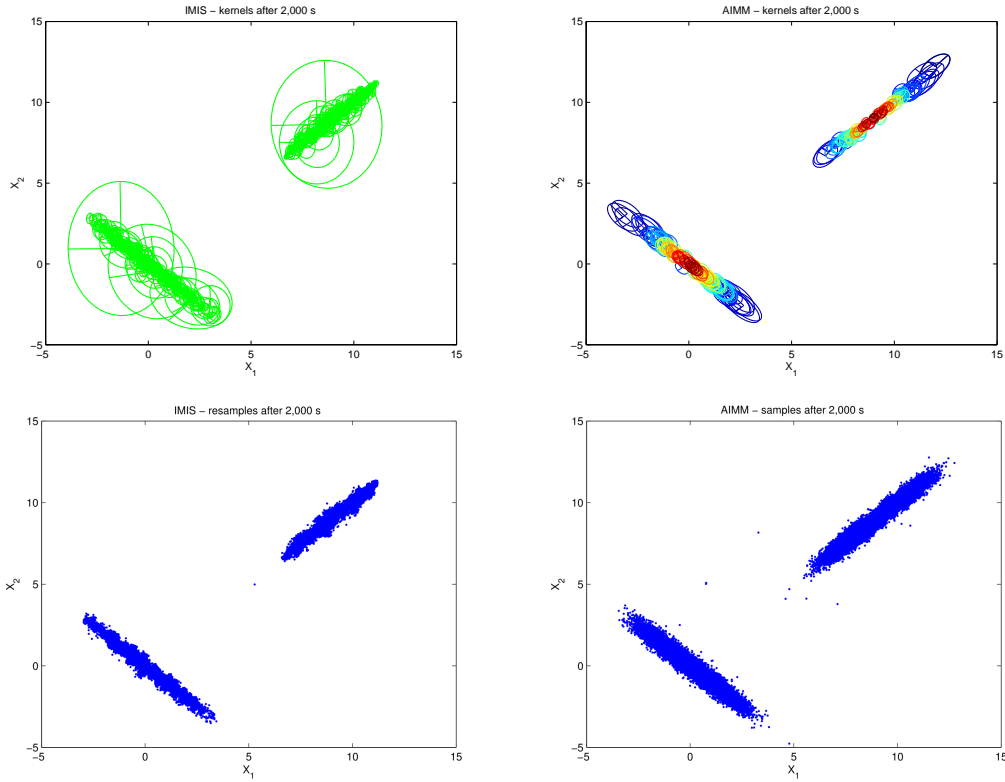 IMIS − kernels after 2,000 s
15
10
5
0
−5
X2
−5 0 5 10 15
X1
AIMM − kernels after 2,000 s
15
10
5
0
−5
X2
−5 0 5 10 15
X1
IMIS − resamples after 2,000 s
15
10
5
0
−5
X2
−5 0 5 10 15
X1
AIMM − samples after 2,000 s
15
10
5
0
−5
X2
−5 0 5 10 15
X1